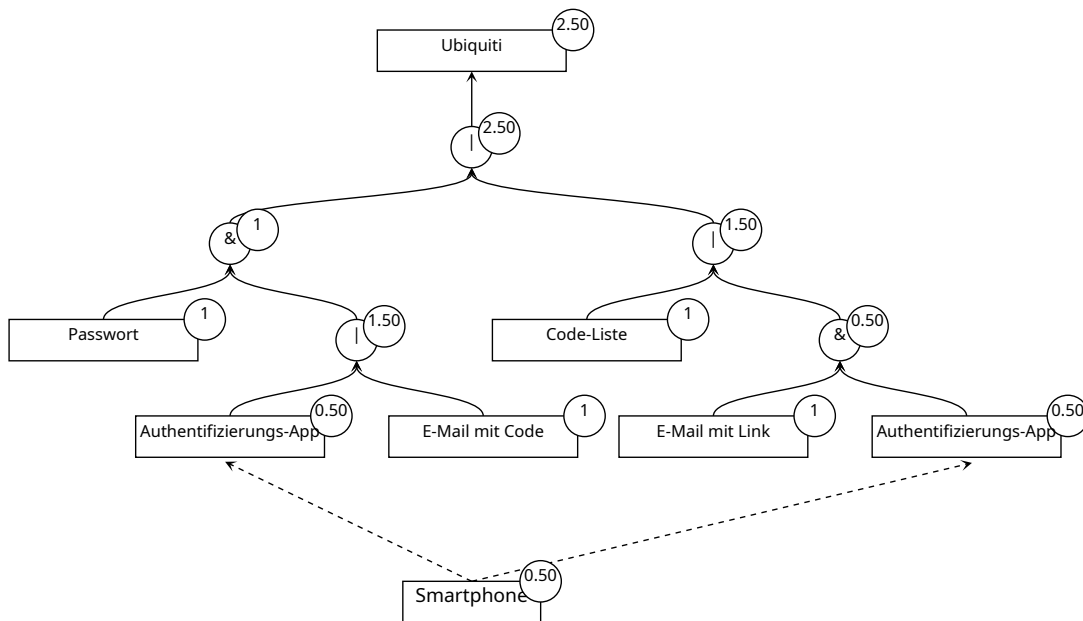 2.50
Ubiquiti
2.50
|
1
&
1.50
|
1
Passwort
1.50
|
1
Code-Liste
0.50
&
0.50
Authentifizierungs-App
1
E-Mail mit Code
1
E-Mail mit Link
0.50
Authentifizierungs-App
0.50
Smartphone